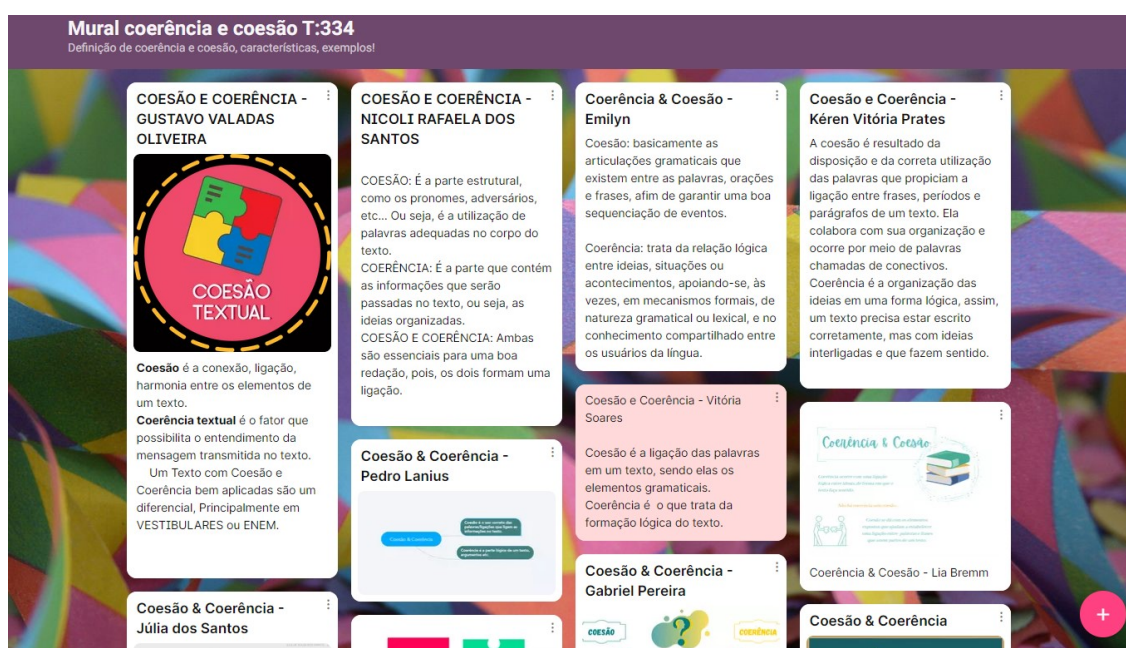 Mural coerência e coesão T:334
Definição de coerência e coesão, características, exemplos!
COESÃO E COERÊNCIA -
GUSTAVO VALADAS
OLIVEIRA
COESÃO
TEXTUAL
Coesão é a conexão, ligação,
harmonia entre os elementos de
um texto.
Coerência textual é o fator que
possibilita o entendimento da
mensagem transmitida no texto.
Um Texto com Coesão e
Coerência bem aplicadas são um
diferencial, Principalmente em
VESTIBULARES ou ENEM.
Coesão & Coerência -
Júlia dos Santos
COESÃO E COERÊNCIA -
NICOLI RAFAELA DOS
SANTOS
COESÃO: É a parte estrutural,
como os pronomes, adversários,
etc... Ou seja, é a utilização de
palavras adequadas no corpo do
texto.
COERÊNCIA: É a parte que contém
as informações que serão
passadas no texto, ou seja, as
ideias organizadas.
COESÃO E COERÊNCIA: Ambas
são essenciais para uma boa
redação, pois, os dois formam uma
ligação.
Coesão & Coerência -
Pedro Lanius
Coesão & Coerência
Coerência & Coesão -
Emilyn
Coesão: basicamente as
articulações gramaticais que
existem entre as palavras, orações
e frases, afim de garantir uma boa
sequenciação de eventos.
Coerência: trata da relação lógica
entre ideias, situações ou
acontecimentos, apoiando-se, às
vezes, em mecanismos formais, de
natureza gramatical ou lexical, e no
conhecimento compartilhado entre
os usuários da língua.
Coesão e Coerência - Vitória
Soares
Coesão é a ligação das palavras
em um texto, sendo elas os
elementos gramaticais.
Coerência é o que trata da
formação lógica do texto.
Coesão & Coerência -
Gabriel Pereira
COESÃO
?
COERÊNCIA
Coesão e Coerência -
Kéren Vitória Prates
A coesão é resultado da
disposição e da correta utilização
das palavras que propiciam a
ligação entre frases, períodos e
parágrafos de um texto. Ela
colabora com sua organização e
ocorre por meio de palavras
chamadas de conectivos.
Coerência é a organização das
ideias em uma forma lógica, assim,
um texto precisa estar escrito
corretamente, mas com ideias
interligadas e que fazem sentido.
Coerência & Coesão
Coerência & Coesão - Lia Bremm
Coesão & Coerência